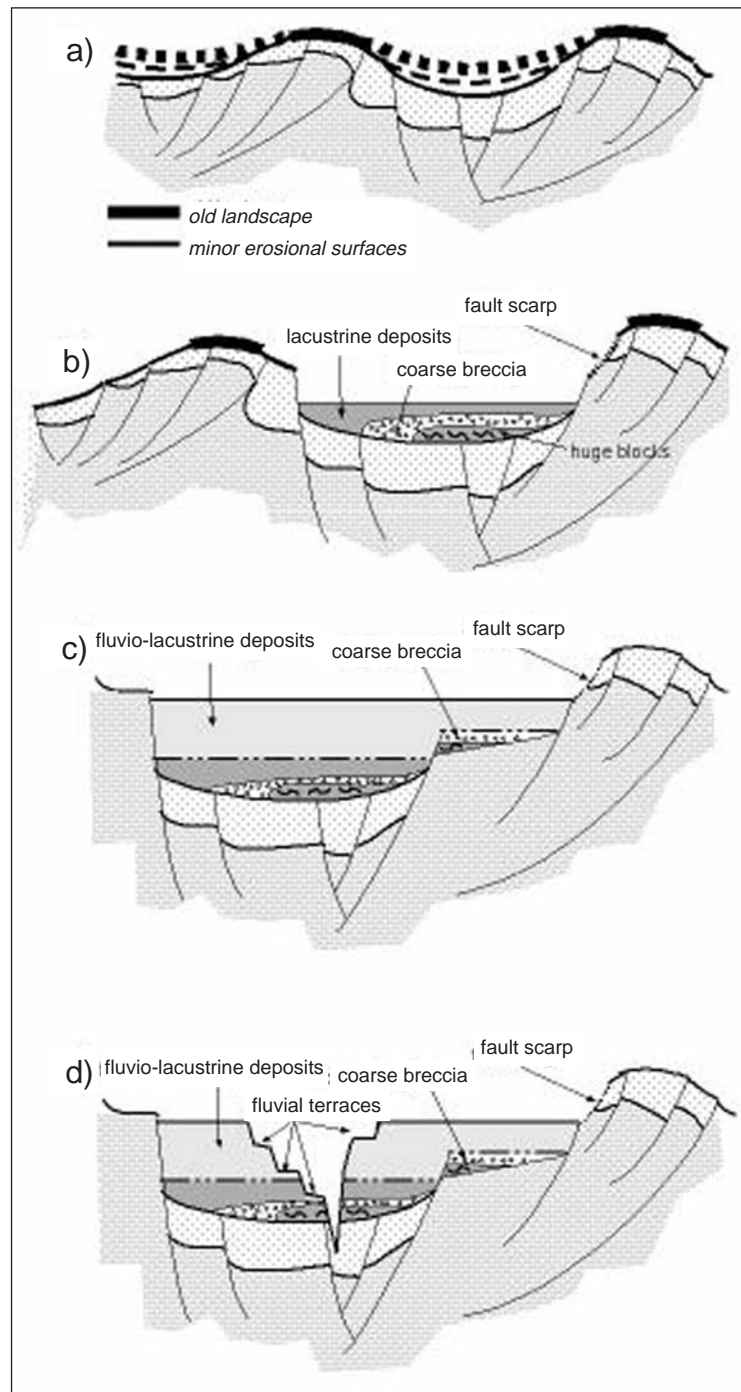 a)
old landscape
minor erosional surfaces
fault scarp
lacustrine deposits
b)
coarse breccia
huge blocks
fault scarp
fluvio-lacustrine deposits
c)
coarse breccia
fault scarp
d)
fluvio-lacustrine deposits
coarse breccia
fluvial terraces